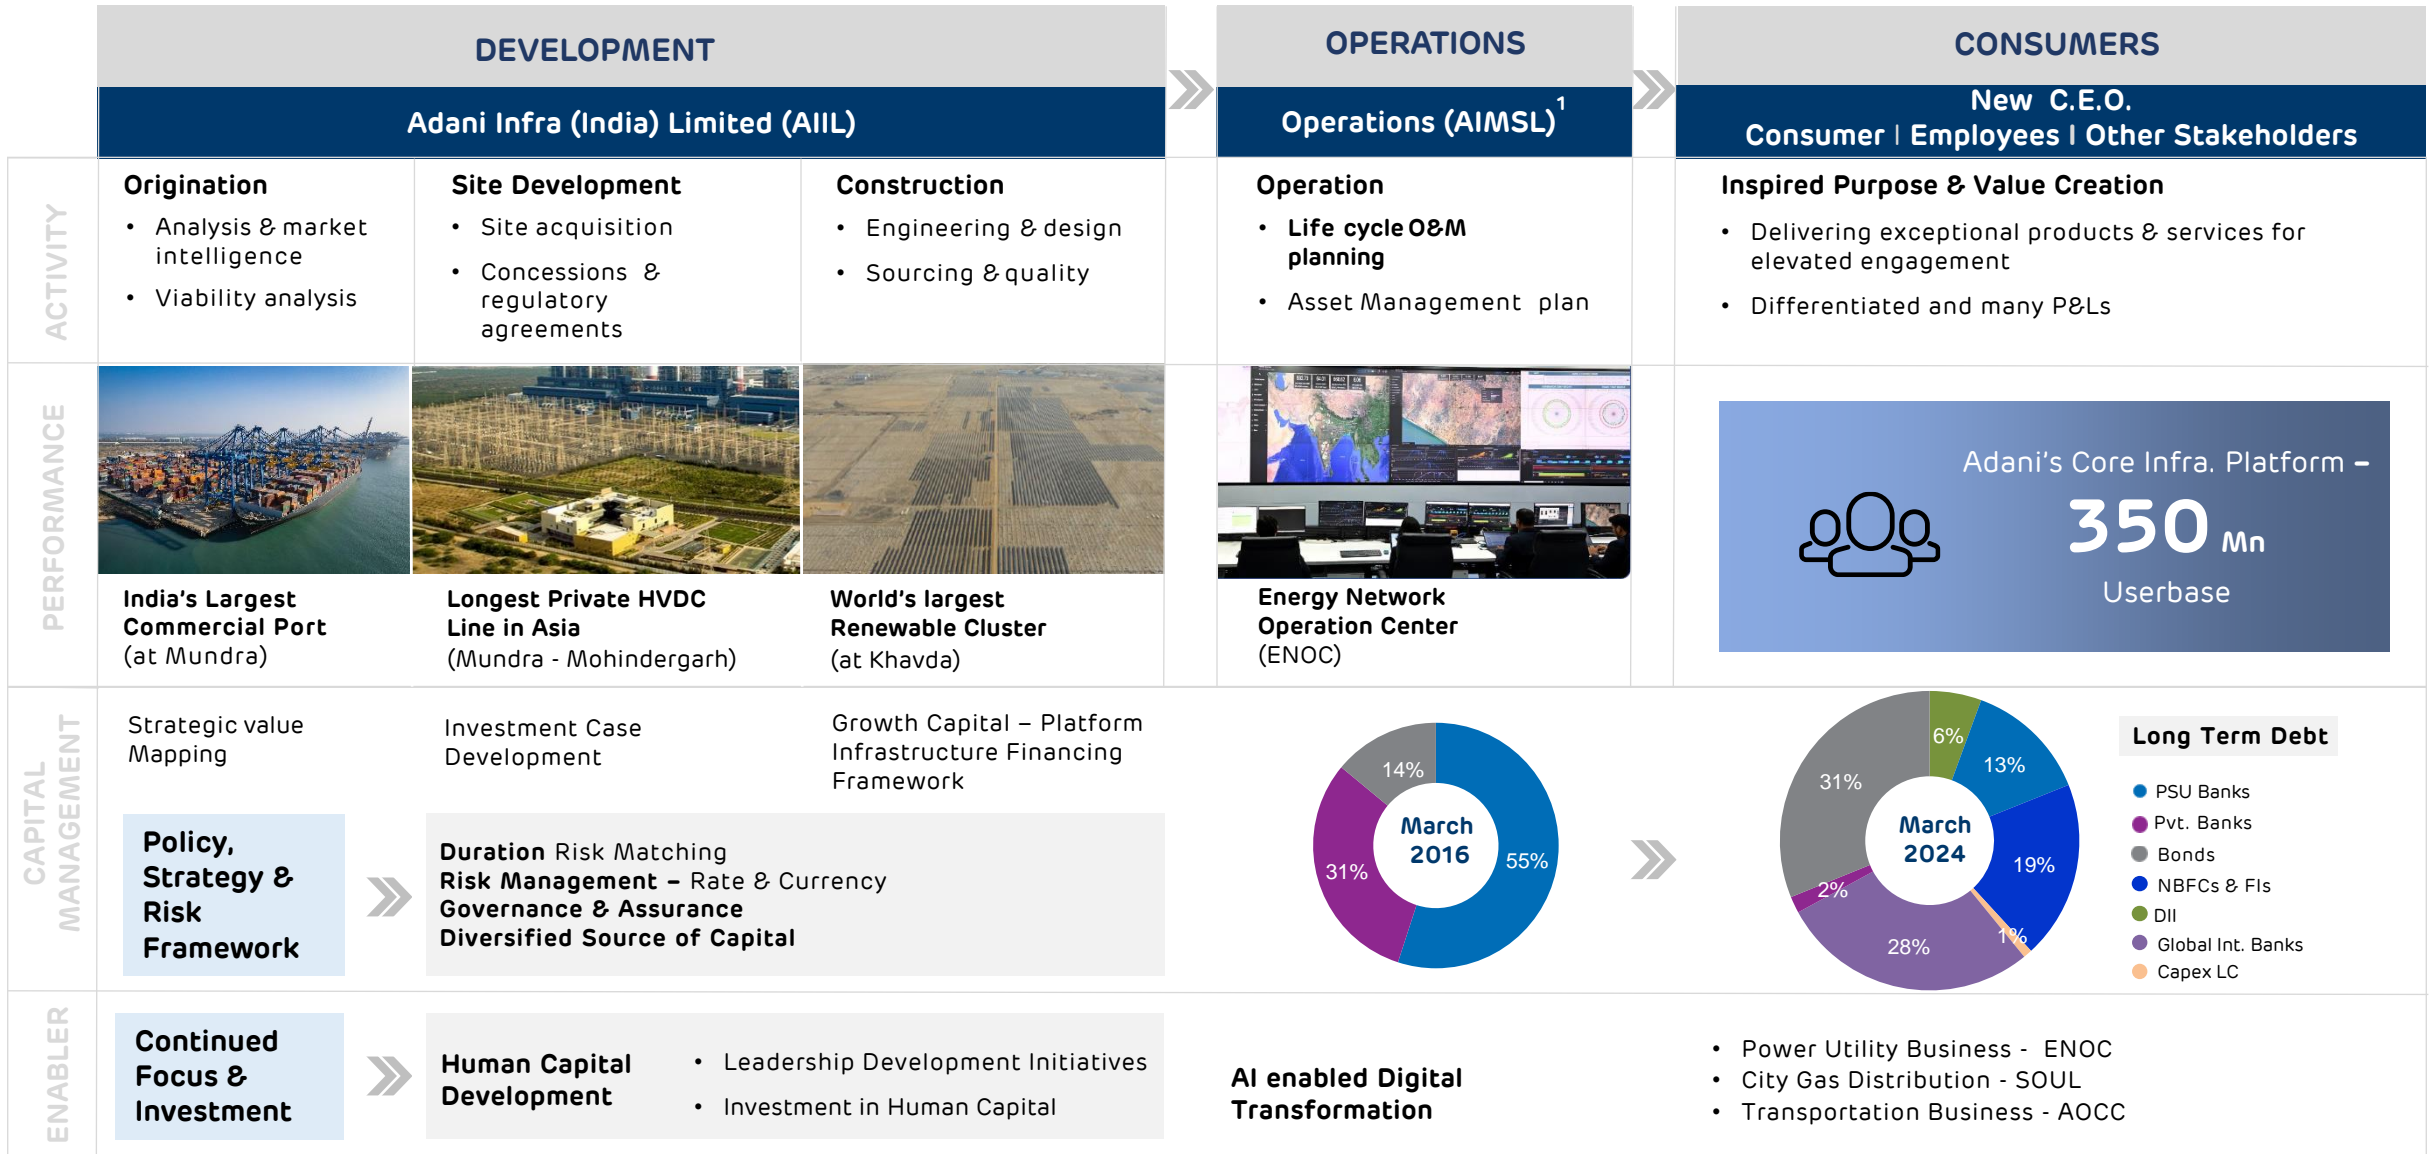 DEVELOPMENT
OPERATIONS
CONSUMERS
Adani Infra (India) Limited (AIIL)
Operations (AIMSL)1
New C.E.O.
Consumer | Employees | Other Stakeholders
ACTIVITY
Origination
• Analysis & market
intelligence
• Viability analysis
Site Development
• Site acquisition
• Concessions &
regulatory
agreements
Construction
• Engineering & design
• Sourcing & quality
Operation
• Life cycle O&M
planning
• Asset Management plan
Inspired Purpose & Value Creation
• Delivering exceptional products & services for
elevated engagement
• Differentiated and many P&Ls
PERFORMANCE
India's Largest
Commercial Port
(at Mundra)
Longest Private HVDC
Line in Asia
(Mundra - Mohindergarh)
World's largest
Renewable Cluster
(at Khavda)
Energy Network
Operation Center
(ENOC)
Adani's Core Infra. Platform –
350 Mn
Userbase
CAPITAL
MANAGEMENT
Strategic value
Mapping
Investment Case
Development
Growth Capital – Platform
Infrastructure Financing
Framework
Policy,
Strategy &
Risk
Framework
Duration Risk Matching
Risk Management – Rate & Currency
Governance & Assurance
Diversified Source of Capital
14%
31%
55%
March
2016
6%
13%
31%
19%
2%
1%
28%
March
2024
Long Term Debt
PSU Banks
Pvt. Banks
Bonds
NBFCs & FIs
DII
Global Int. Banks
Capex LC
ENABLER
Continued
Focus &
Investment
Human Capital
Development
• Leadership Development Initiatives
• Investment in Human Capital
AI enabled Digital
Transformation
• Power Utility Business - ENOC
• City Gas Distribution - SOUL
• Transportation Business - AOCC